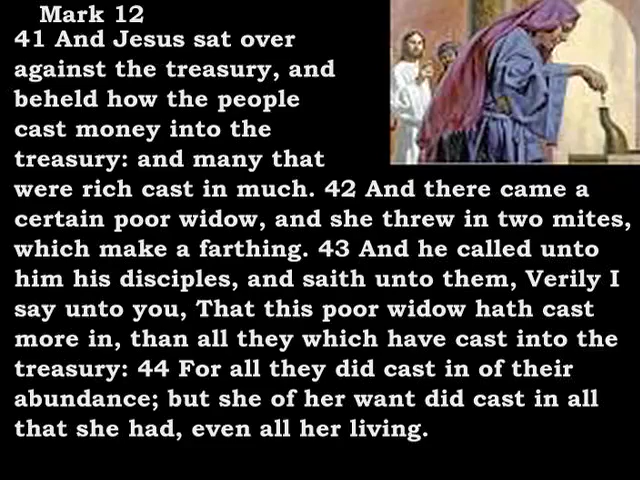 Mark 12
41 And Jesus sat over
against the treasury, and
beheld how the people
cast money into the
treasury: and many that
were rich cast in much. 42 And there came a
certain poor widow, and she threw in two mites,
which make a farthing. 43 And he called unto
him his disciples, and saith unto them, Verily I
say unto you, That this poor widow hath cast
more in, than all they which have cast into the
treasury: 44 For all they did cast in of their
abundance; but she of her want did cast in all
that she had, even all her living.